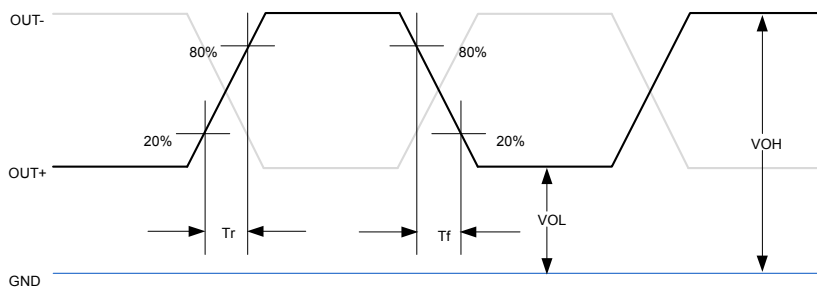 OUT-
80%
80%
20%
20%
VOH
OUT+
VOL
Tr
Tf
GND